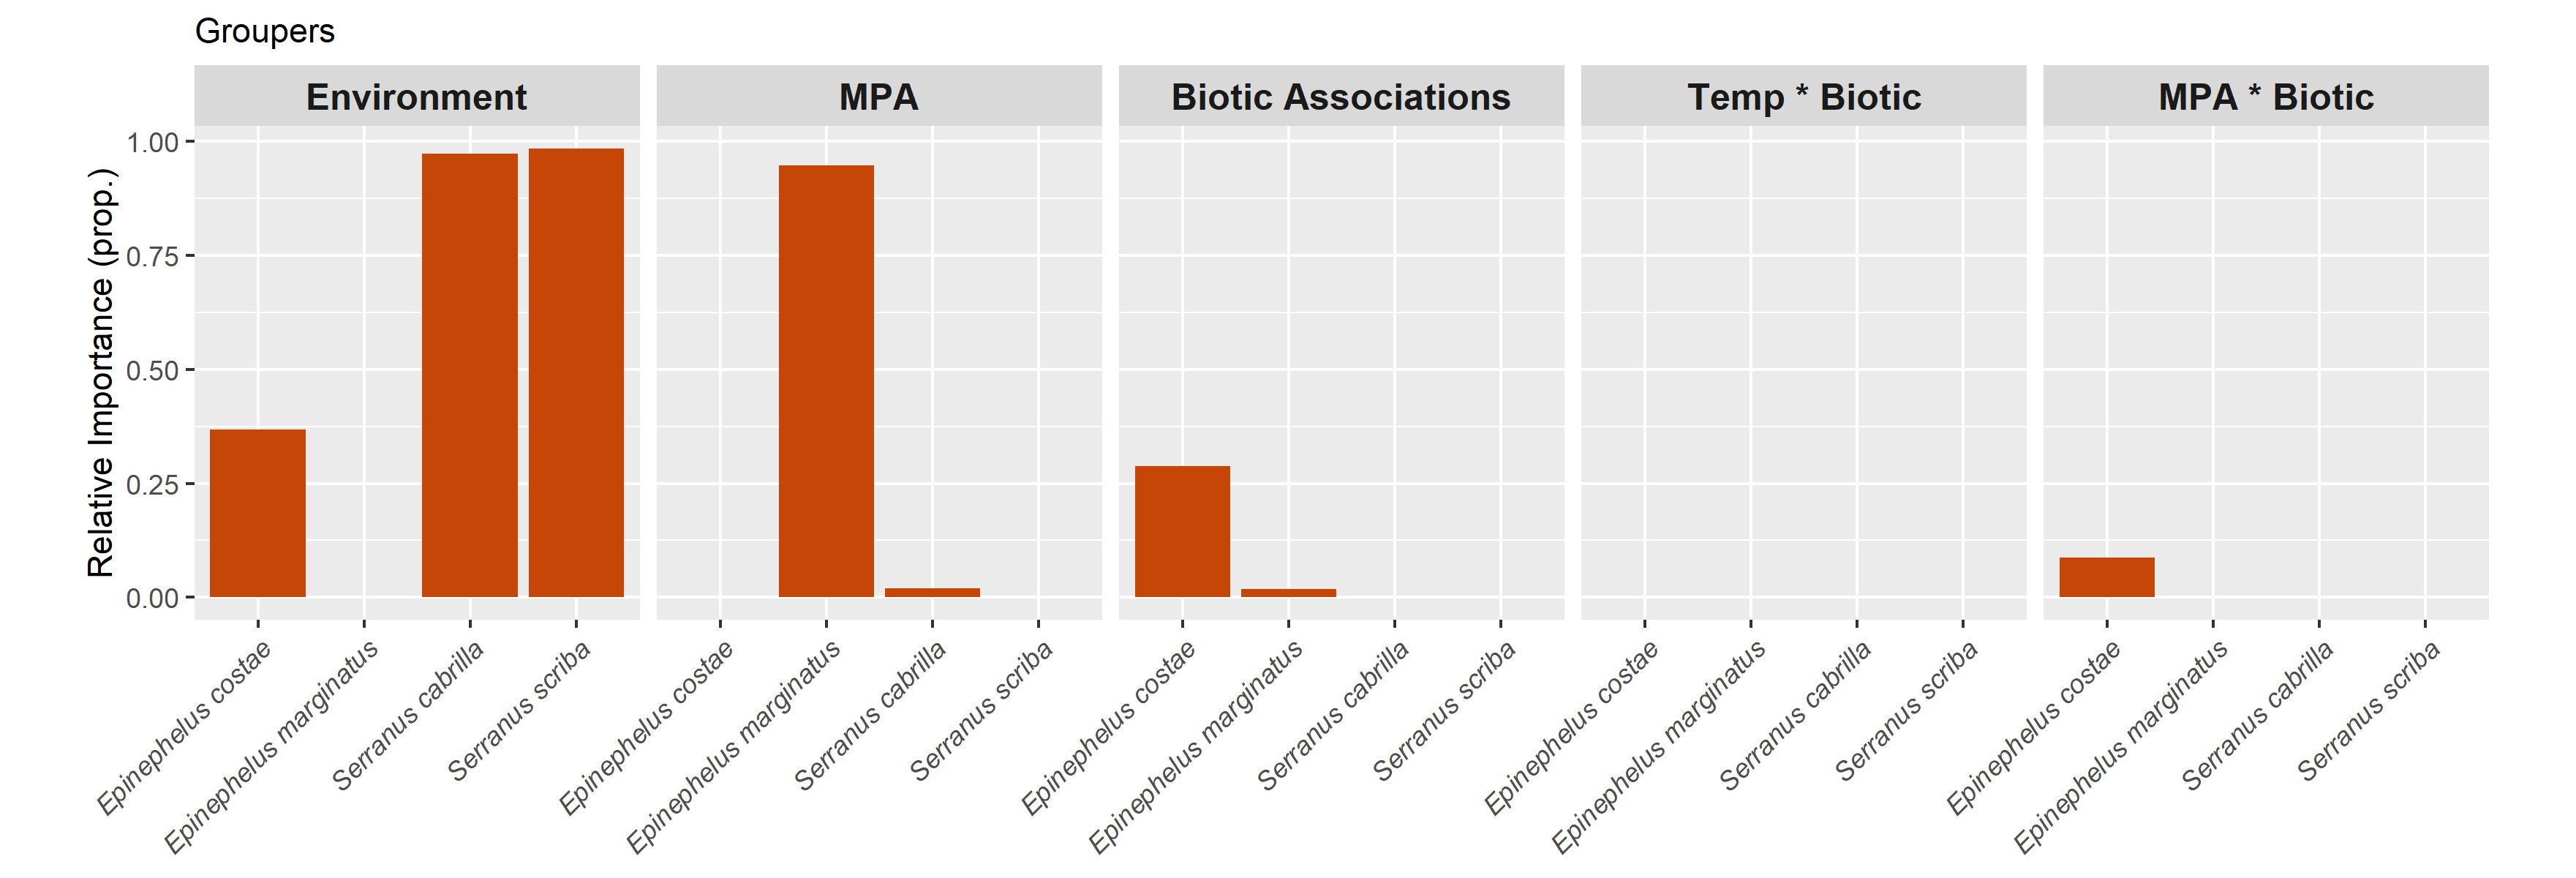 Groupers
Environment
MPA
Biotic Associations
Temp * Biotic
MPA * Biotic
Relative Importance (prop.)
1.00
0.75
0.50
0.25
0.00
Epinephelus costae
Epinephelus marginatus
Serranus cabrilla
Serranus scriba
Epinephelus costae
Epinephelus marginatus
Serranus cabrilla
Serranus scriba
Epinephelus costae
Epinephelus marginatus
Serranus cabrilla
Serranus scriba
Epinephelus costae
Epinephelus marginatus
Serranus cabrilla
Serranus scriba
Epinephelus costae
Epinephelus marginatus
Serranus cabrilla
Serranus scriba